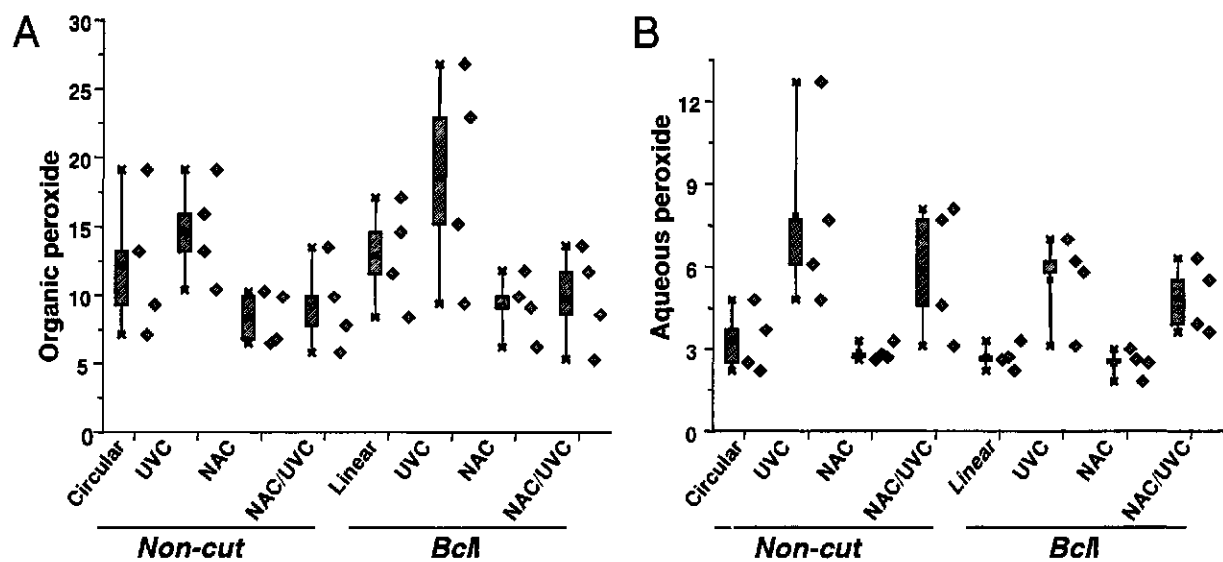 A
Organic peroxide
30
25
20
15
10
5
0
Circular
UVC
NAC
NAC/UVC
Linear
UVC
NAC
NAC/UVC
Non-cut
BclI
B
Aqueous peroxide
12
9
6
3
0
Circular
UVC
NAC
NAC/UVC
Linear
UVC
NAC
NAC/UVC
Non-cut
BclI